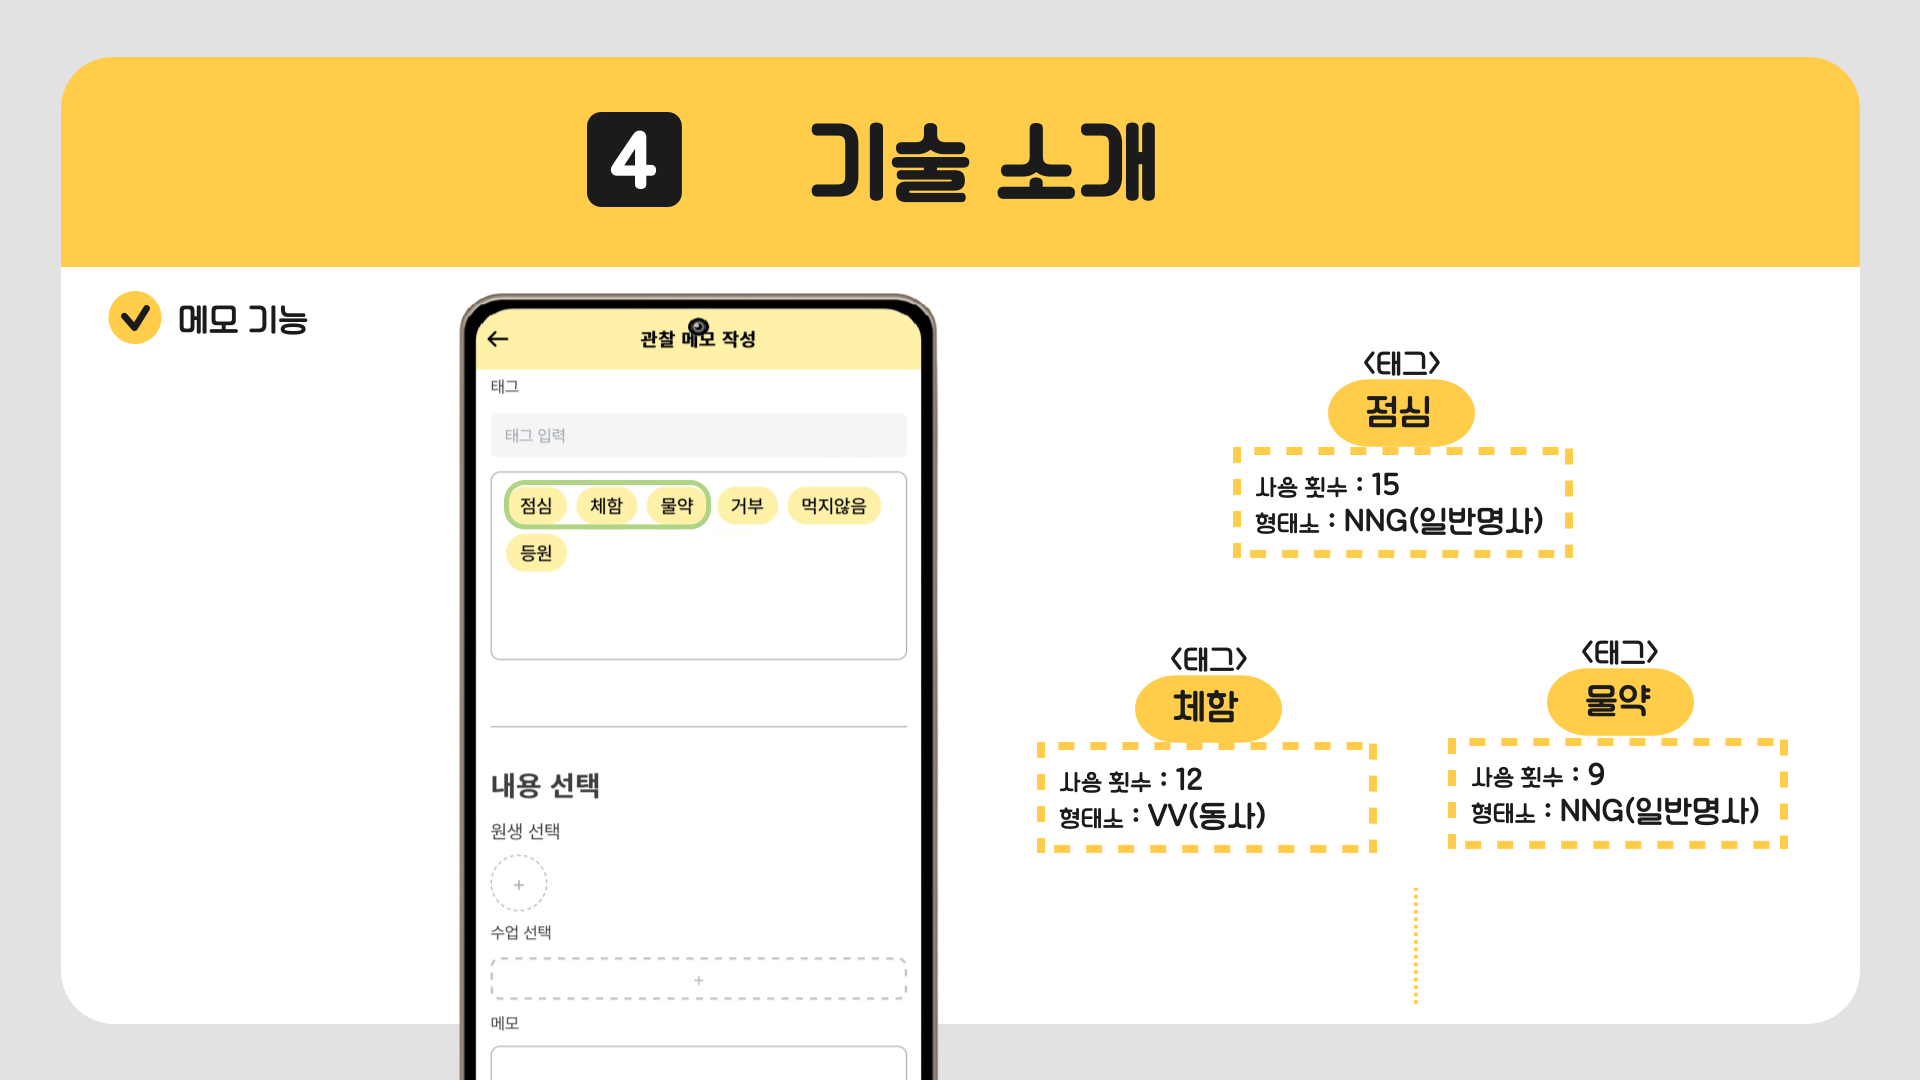 4 기술 소개
메모 기능
관찰 메모 작성
태그
태그 입력
점심 체함 물약 거부 먹지않음
등원
내용 선택
원생 선택
+
수업 선택
+
메모
<태그>
점심
사용 횟수 : 15
형태소 : NNG(일반명사)
<태그>
체함
사용 횟수 : 12
형태소 : VV(동사)
<태그>
물약
사용 횟수 : 9
형태소 : NNG(일반명사)